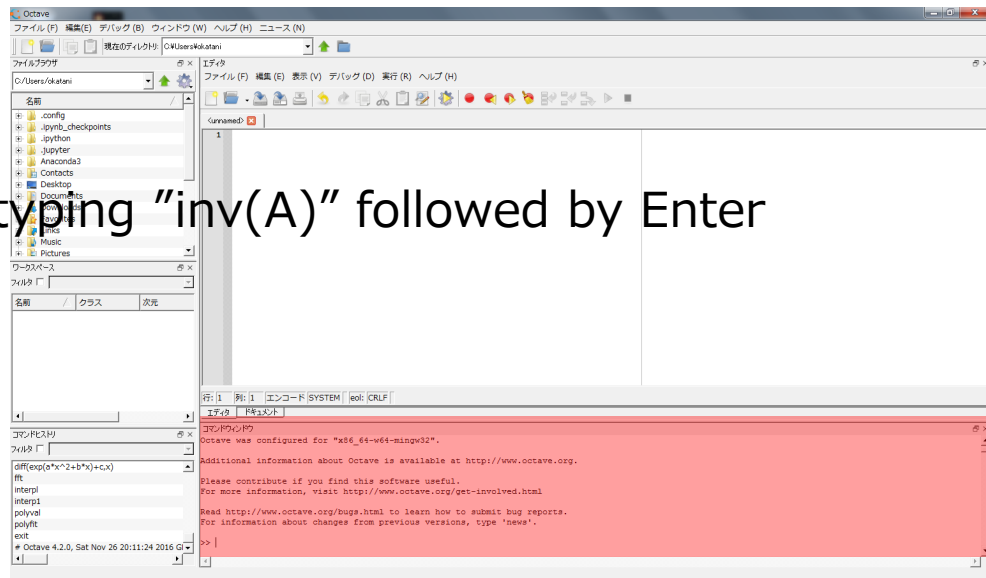 Octave
ファイル(F) 編集(E) デバッグ(B) ウィンドウ(W) ヘルプ(H) ニュース(N)
現在のディレクトリ: C:¥Users¥okatani
ファイルブラウザ
C:/Users/okatani
名前
.config
.ipynb_checkpoints
.ipython
.jupyter
Anaconda3
Contacts
Desktop
Documents
Downloads
Favorites
Links
Music
Pictures
ワークスペース
フィルタ
名前 クラス 次元
コマンドヒストリ
フィルタ
diff(exp(a*x^2+b*x)+c,x)
fft
interpl
interp1
polyval
polyfit
exit
# Octave 4.2.0, Sat Nov 26 20:11:24 2016
エディタ
ファイル(F) 編集(E) 表示(V) デバッグ(D) 実行(R) ヘルプ(H)
<unnamed>
1
typing "inv(A)" followed by Enter
行: 1 列: 1 エンコード SYSTEM eol: CRLF
エディタ ドキュメント
コマンドウィンドウ
Octave was configured for "x86_64-w64-mingw32".
Additional information about Octave is available at http://www.octave.org.
Please contribute if you find this software useful.
For more information, visit http://www.octave.org/get-involved.html
Read http://www.octave.org/bugs.html to learn how to submit bug reports.
For information about changes from previous versions, type 'news'.
>>